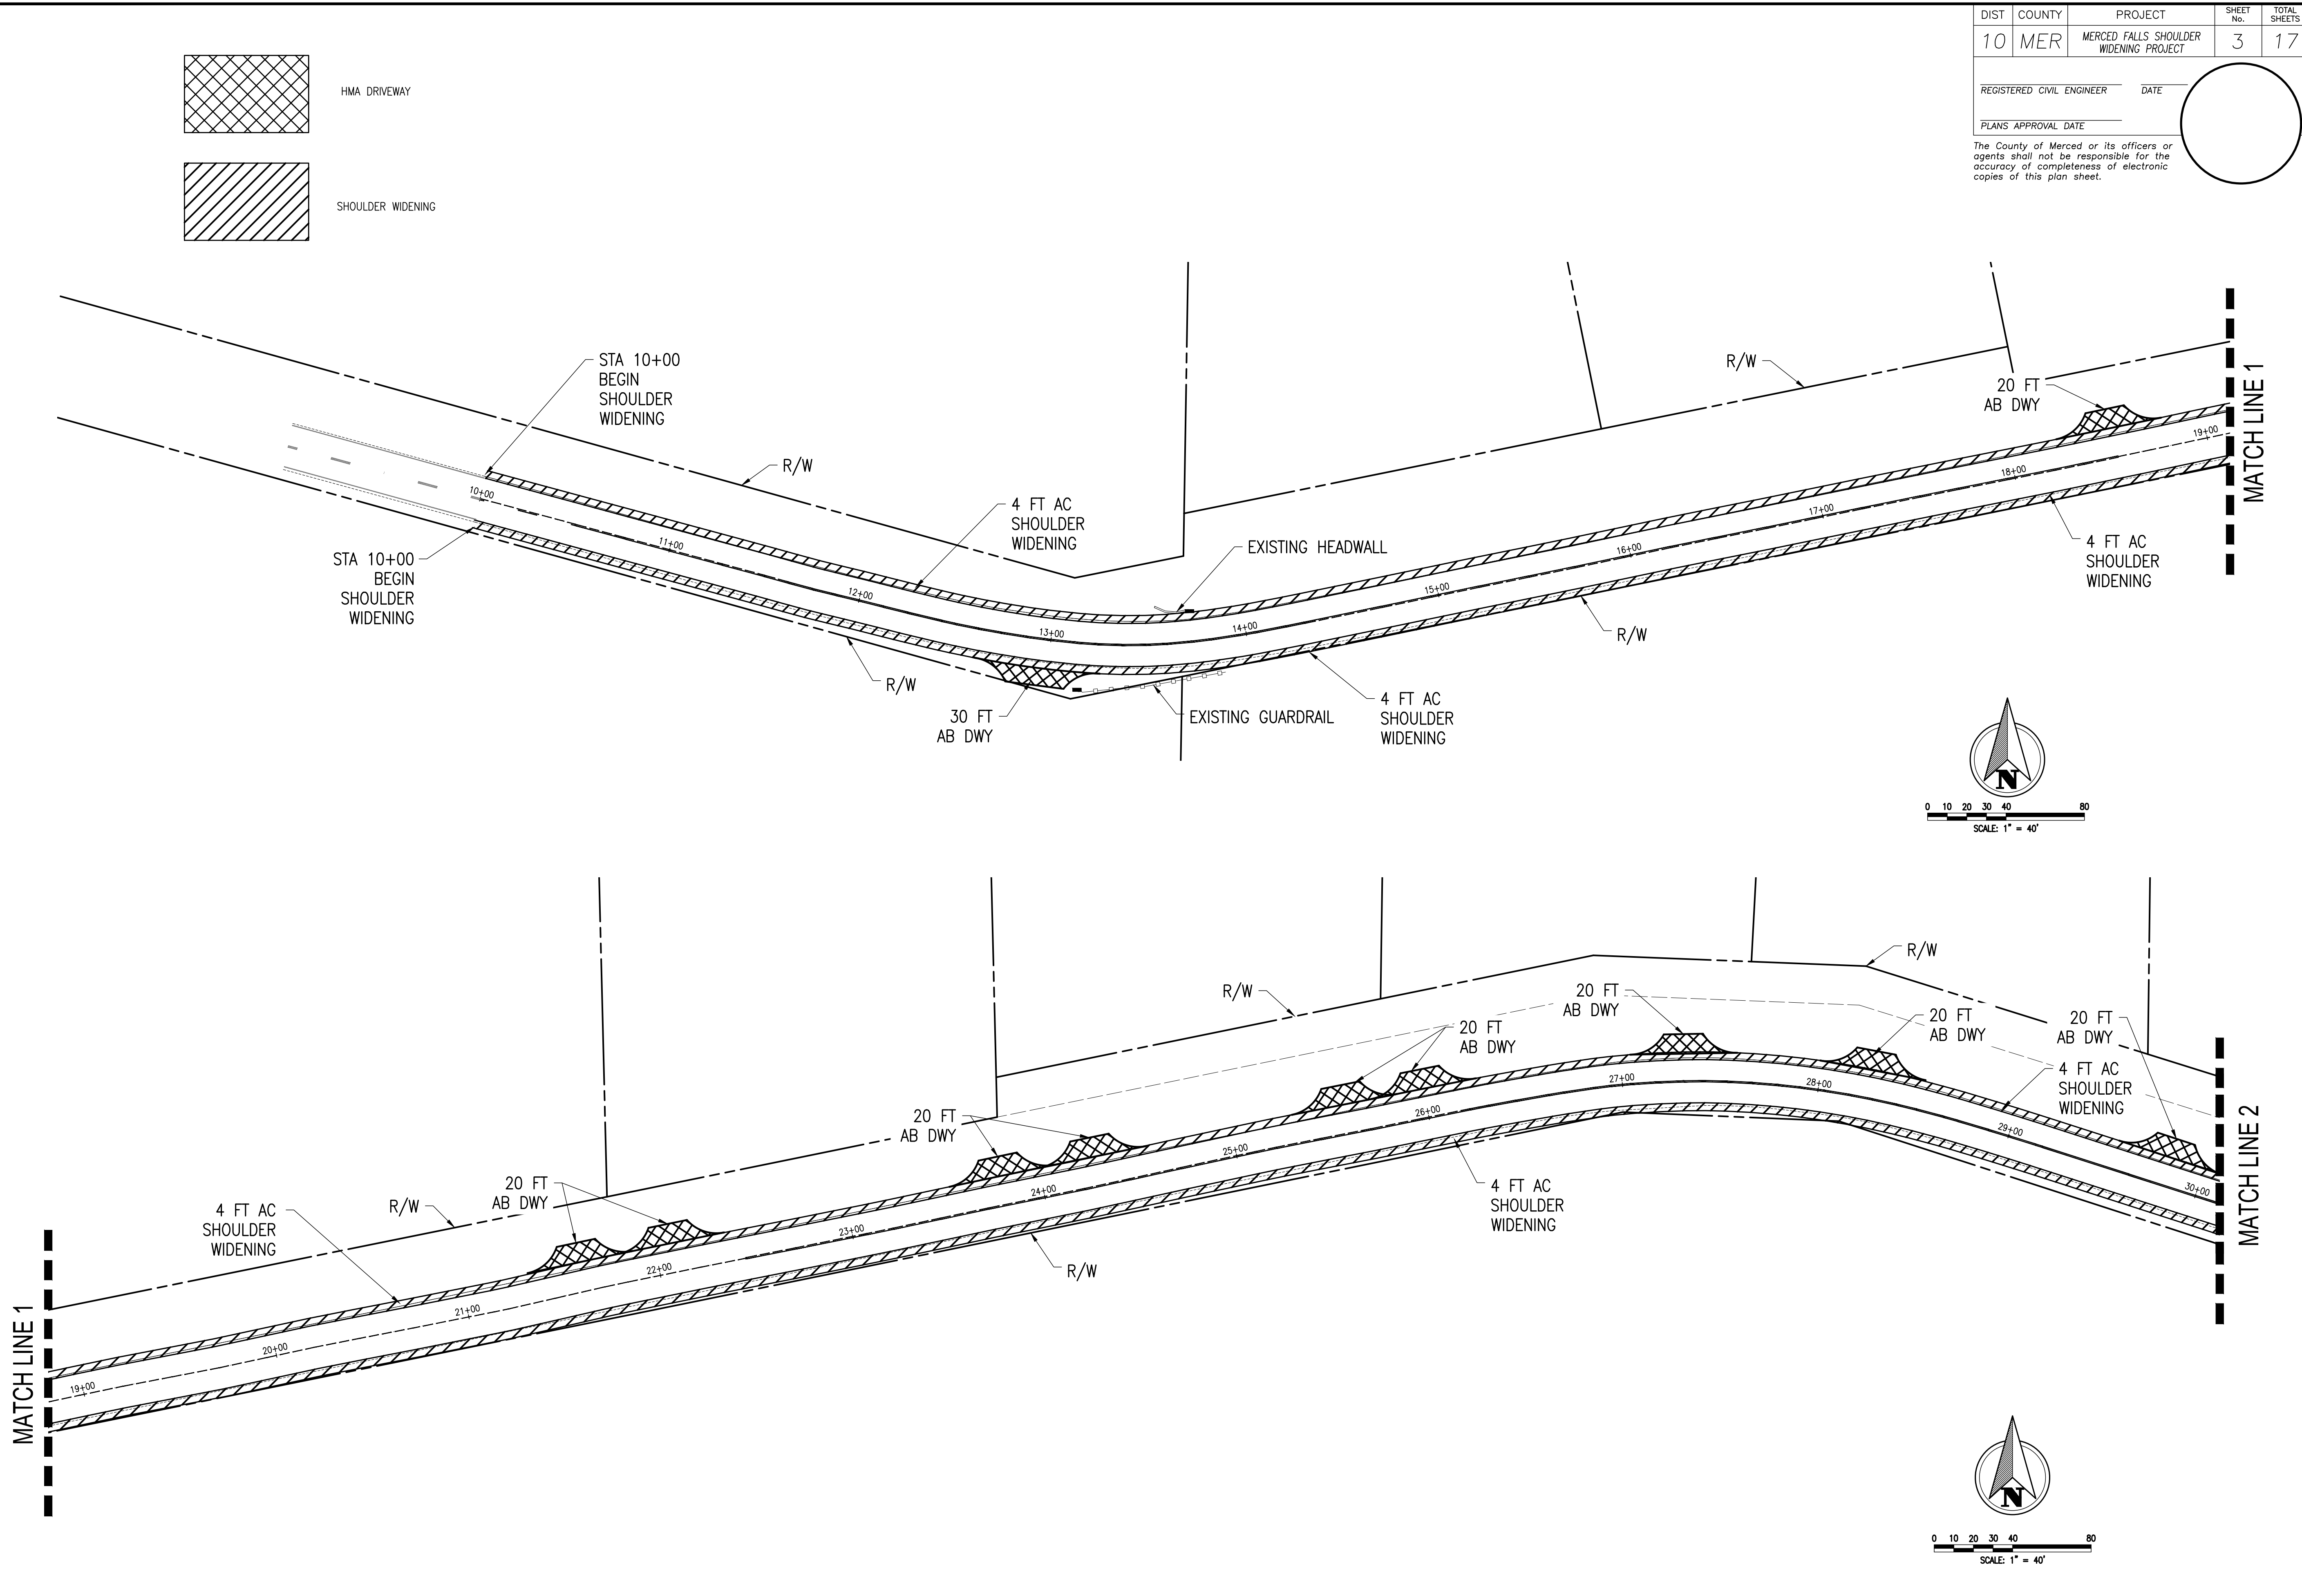 DIST COUNTY PROJECT SHEET No. TOTAL SHEETS
10 MER MERCED FALLS SHOULDER WIDENING PROJECT 3 17
REGISTERED CIVIL ENGINEER DATE
PLANS APPROVAL DATE
The County of Merced or its officers or
agents shall not be responsible for the
accuracy of completeness of electronic
copies of this plan sheet.
HMA DRIVEWAY
SHOULDER WIDENING
STA 10+00
BEGIN
SHOULDER
WIDENING
R/W
R/W
20 FT
AB DWY
MATCH LINE 1
10+00
11+00
12+00
13+00
14+00
15+00
16+00
17+00
18+00
19+00
4 FT AC
SHOULDER
WIDENING
EXISTING HEADWALL
STA 10+00
BEGIN
SHOULDER
WIDENING
4 FT AC
SHOULDER
WIDENING
R/W
R/W
30 FT
AB DWY
EXISTING GUARDRAIL
4 FT AC
SHOULDER
WIDENING
N
0 10 20 30 40 80
SCALE: 1" = 40'
R/W
R/W
20 FT
AB DWY
20 FT
AB DWY
20 FT
AB DWY
20 FT
AB DWY
4 FT AC
SHOULDER
WIDENING
20 FT
AB DWY
20 FT
AB DWY
R/W
4 FT AC
SHOULDER
WIDENING
MATCH LINE 1
19+00
20+00
21+00
22+00
23+00
24+00
25+00
26+00
27+00
28+00
29+00
30+00
MATCH LINE 2
4 FT AC
SHOULDER
WIDENING
R/W
N
0 10 20 30 40 80
SCALE: 1" = 40'